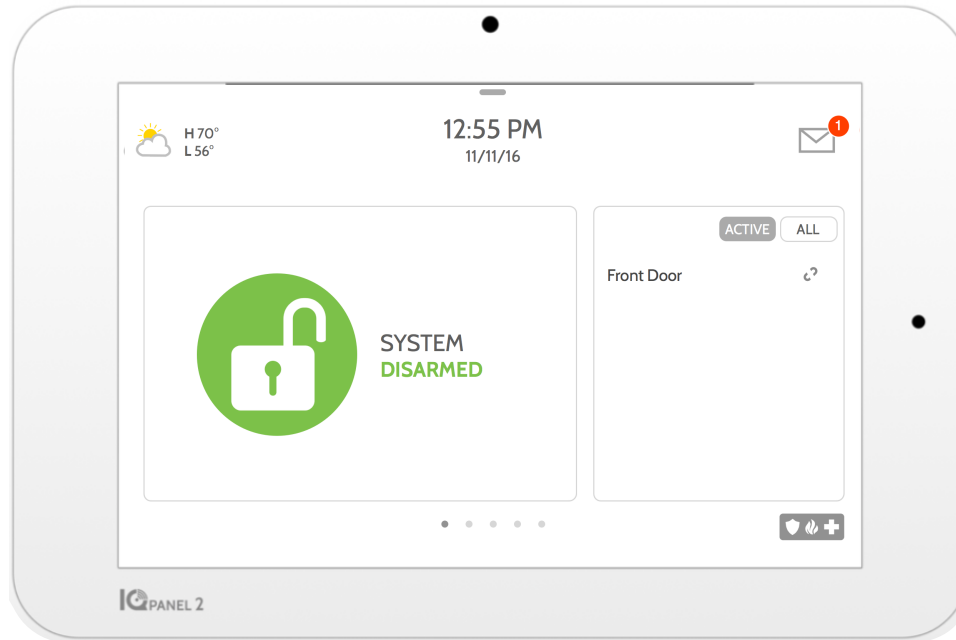 H 70°
L 56°
12:55 PM
11/11/16
1
ACTIVE
ALL
Front Door
SYSTEM
DISARMED
IQ PANEL 2